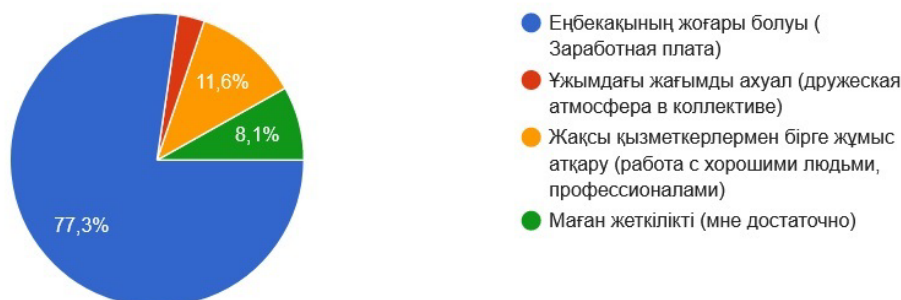 11,6%
8,1%
77,3%
Еңбекақының жоғары болуы (
Заработная плата)
Ұжымдағы жағымды ахуал (дружеская
атмосфера в коллективе)
Жақсы қызметкерлермен бірге жұмыс
атқару (работа с хорошими людьми,
профессионалами)
Маған жеткілікті (мне достаточно)